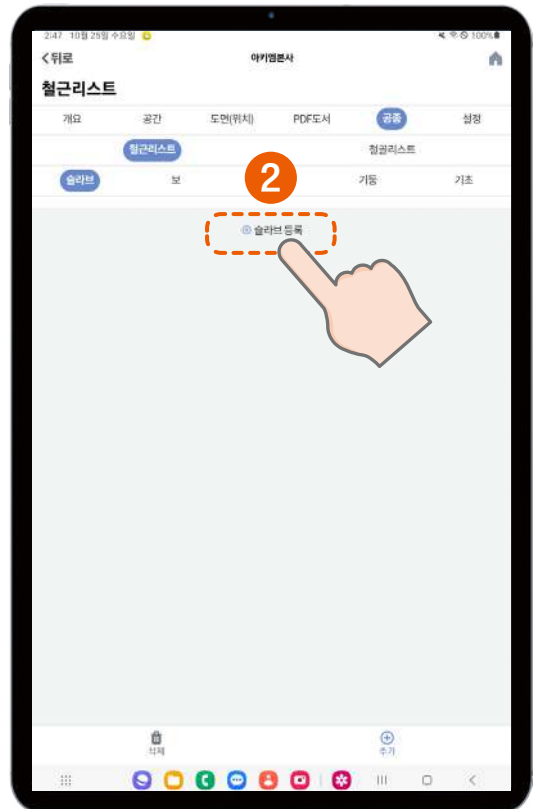 2:47 10월 25일 수요일 100%
뒤로 아키엠본사
철근리스트
개요 공간 도면(위치) PDF도서 공종 설정
철근리스트 철골리스트
슬라브 보 기둥 기초
2
슬라브 등록
삭제 추가